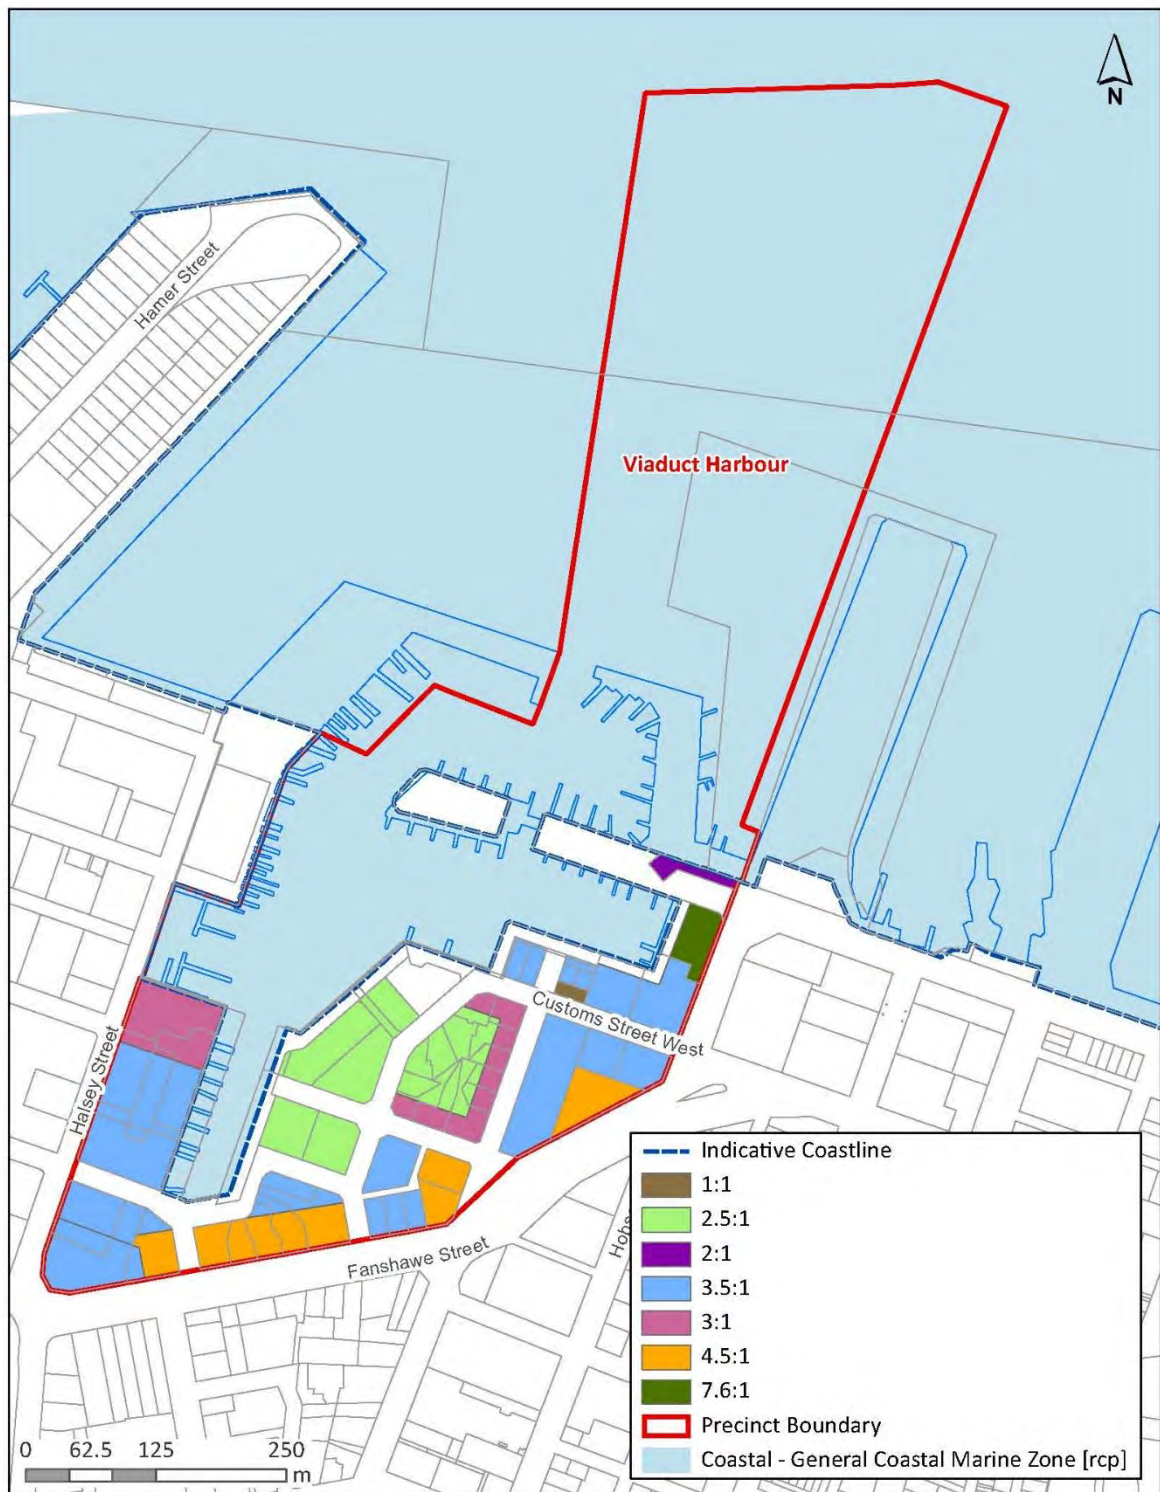 N
Hamer Street
Viaduct Harbour
Customs Street West
Halsey Street
Fanshawe Street
Indicative Coastline
1:1
2.5:1
2:1
3.5:1
3:1
4.5:1
7.6:1
Precinct Boundary
Coastal - General Coastal Marine Zone [rcp]
0 62.5 125 250
m